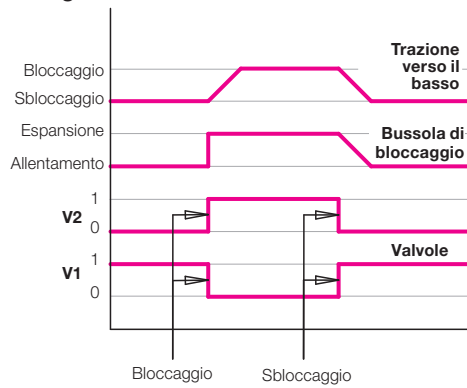 Bloccaggio
Sbloccaggio
Trazione
verso il
basso
Espansione
Allentamento
Bussola di
bloccaggio
V2
1
0
V1
1
0
Valvole
Bloccaggio
Sbloccaggio